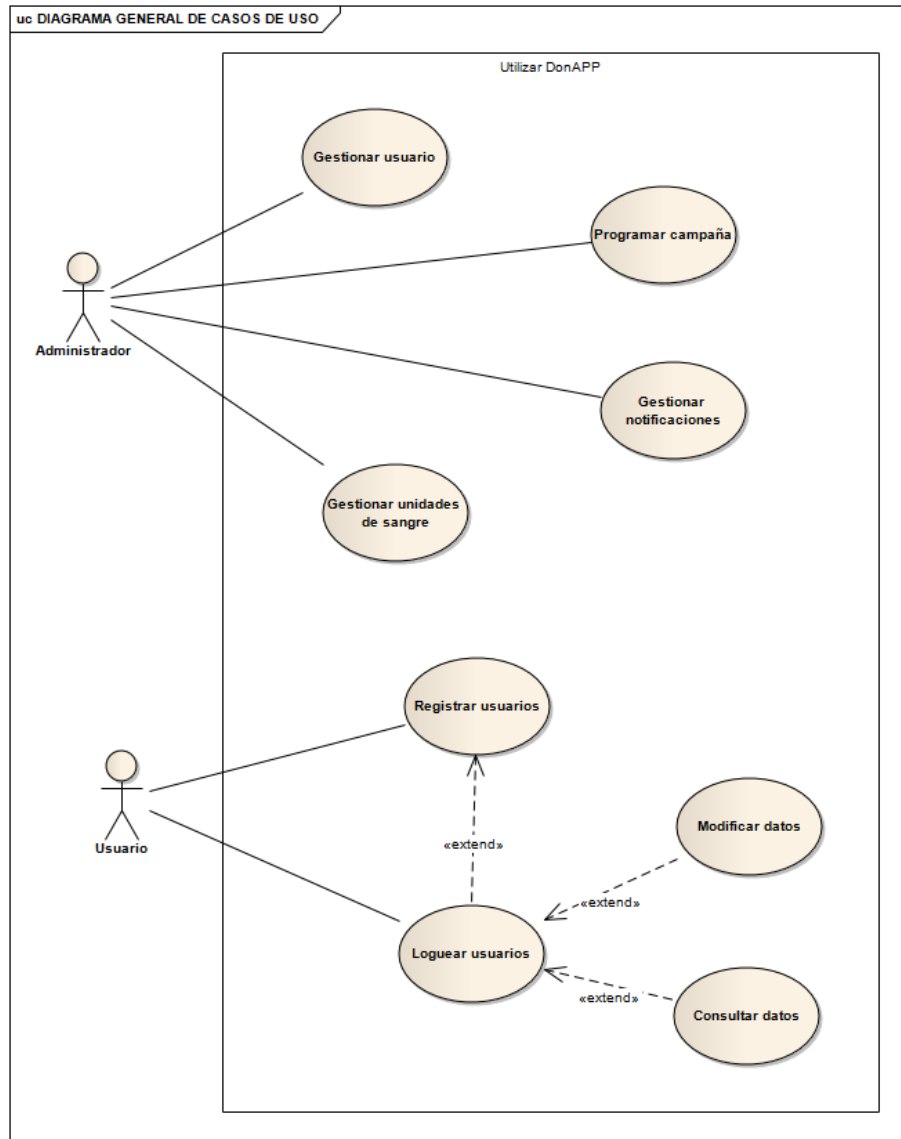 uc DIAGRAMA GENERAL DE CASOS DE USO
Utilizar DonAPP
Gestionar usuario
Programar campaña
Administrador
Gestionar
notificaciones
Gestionar unidades
de sangre
Registrar usuarios
Usuario
Modificar datos
«extend»
«extend»
Loguear usuarios
«extend»
Consultar datos